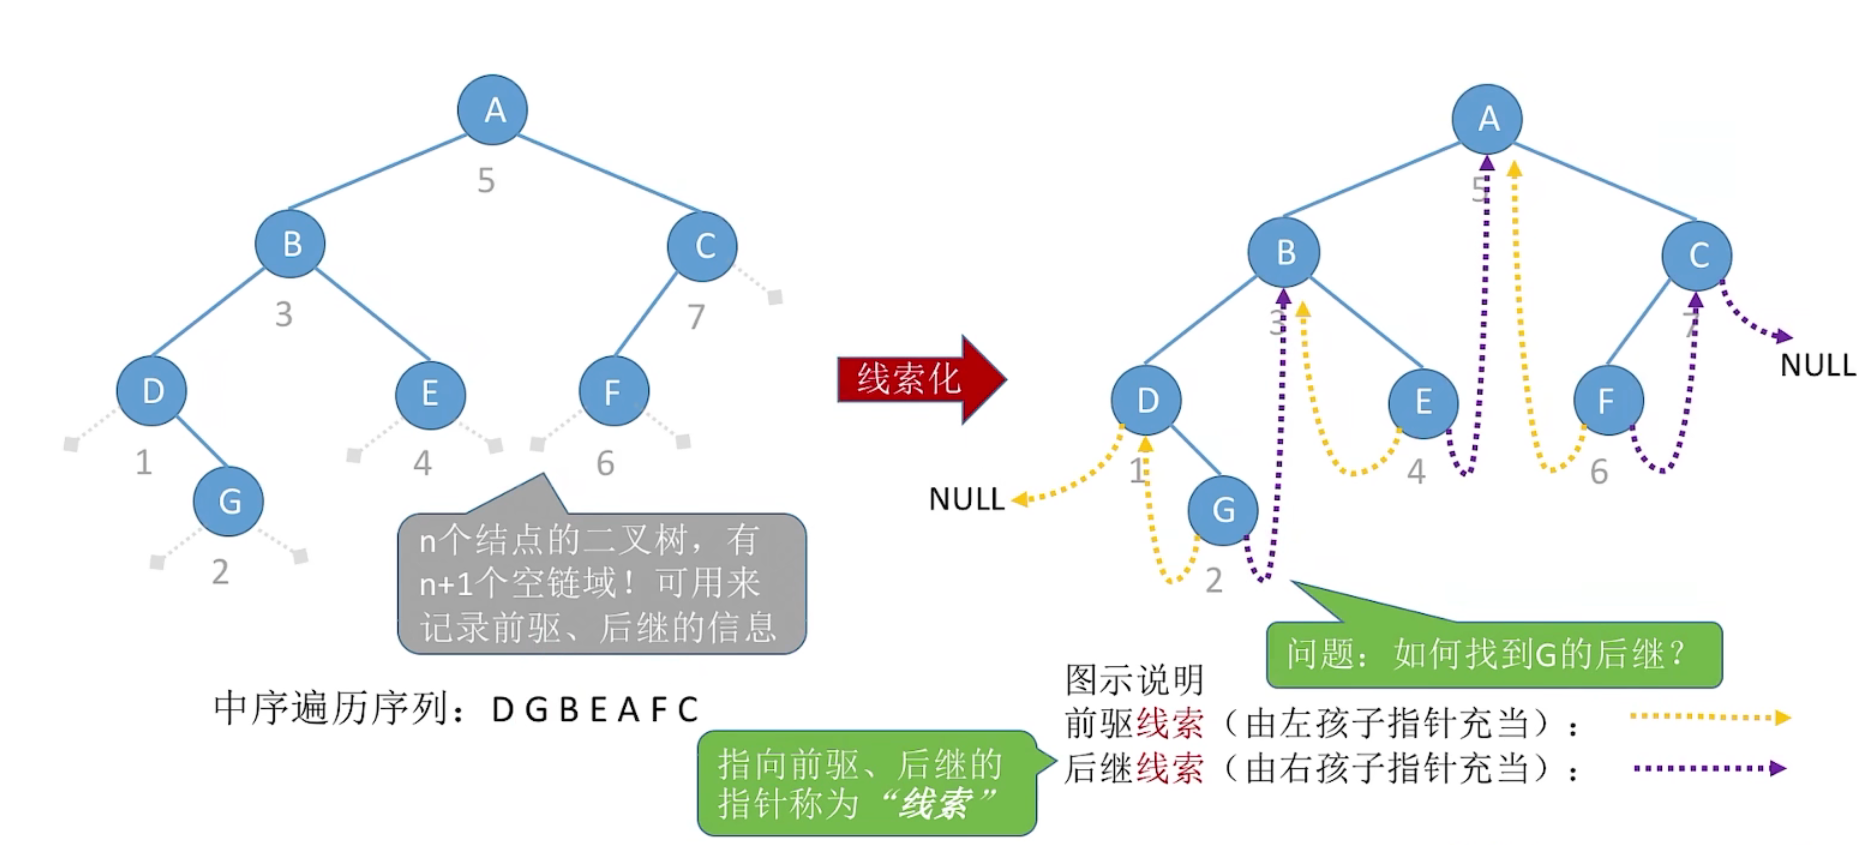 A
5
B
C
3
7
D
E
F
1
4
6
G
2
n个结点的二叉树，有
n+1个空链域！可用来
记录前驱、后继的信息
中序遍历序列：D G B E A F C
线索化
A
5
B
C
3
7
NULL
D
E
F
1
4
6
NULL
G
2
问题：如何找到G的后继？
图示说明
前驱线索（由左孩子指针充当）：
后继线索（由右孩子指针充当）：
指向前驱、后继的
指针称为“线索”